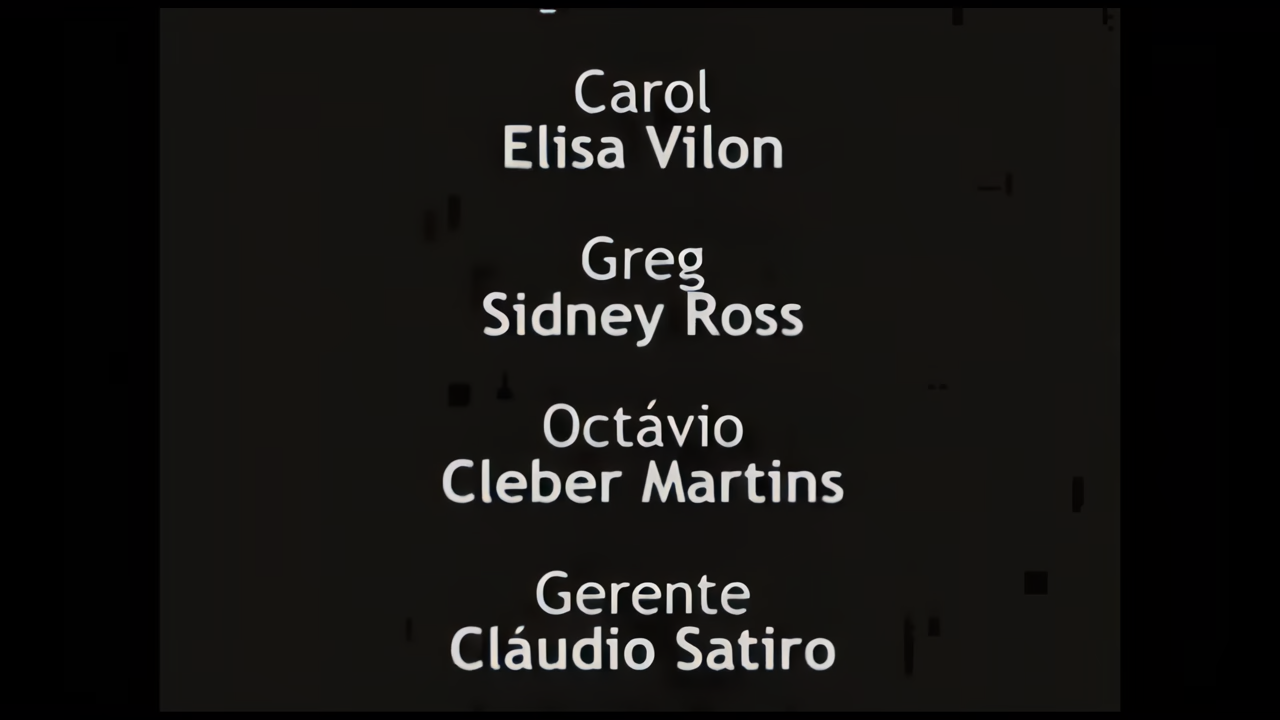 Carol
Elisa Vilon
Greg
Sidney Ross
Octávio
Cleber Martins
Gerente
Cláudio Satiro